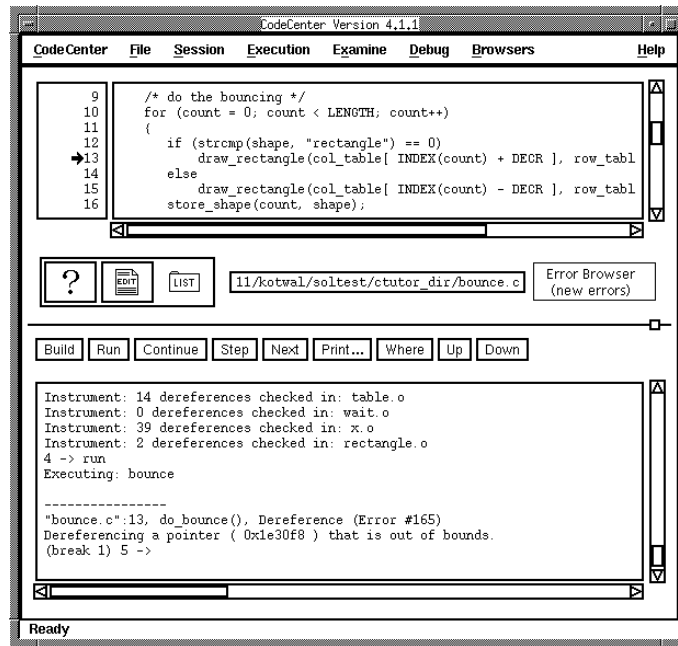 CodeCenter Version 4.1.1
CodeCenter File Session Execution Examine Debug Browsers Help
9 /* do the bouncing */
10 for (count = 0; count < LENGTH; count++)
11 {
12 if (strcmp(shape, "rectangle") == 0)
13 draw_rectangle(col_table[ INDEX(count) + DECR ], row_tabl
14 else
15 draw_rectangle(col_table[ INDEX(count) - DECR ], row_tabl
16 store_shape(count, shape);
? EDIT LIST 11/kotwal/soltest/ctutor_dir/bounce.c Error Browser
(new errors)
Build Run Continue Step Next Print... Where Up Down
Instrument: 14 dereferences checked in: table.o
Instrument: 0 dereferences checked in: wait.o
Instrument: 39 dereferences checked in: x.o
Instrument: 2 dereferences checked in: rectangle.o
4 -> run
Executing: bounce
----------------
"bounce.c":13, do_bounce(), Dereference (Error #165)
Dereferencing a pointer ( 0x1e30f8 ) that is out of bounds.
(break 1) 5 ->
Ready